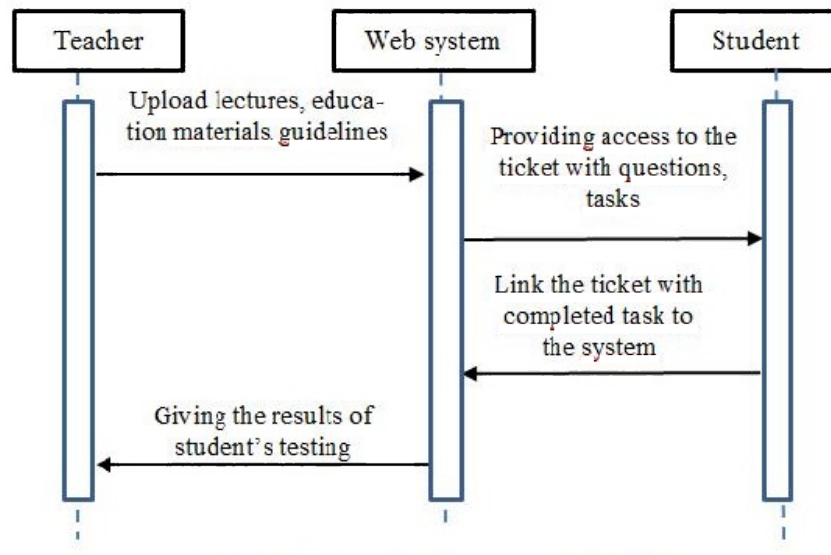 Teacher
Web system
Student
Upload lectures, educa-
tion materials, guidelines
Providing access to the
ticket with questions,
tasks
Link the ticket with
completed task to
the system
Giving the results of
student's testing